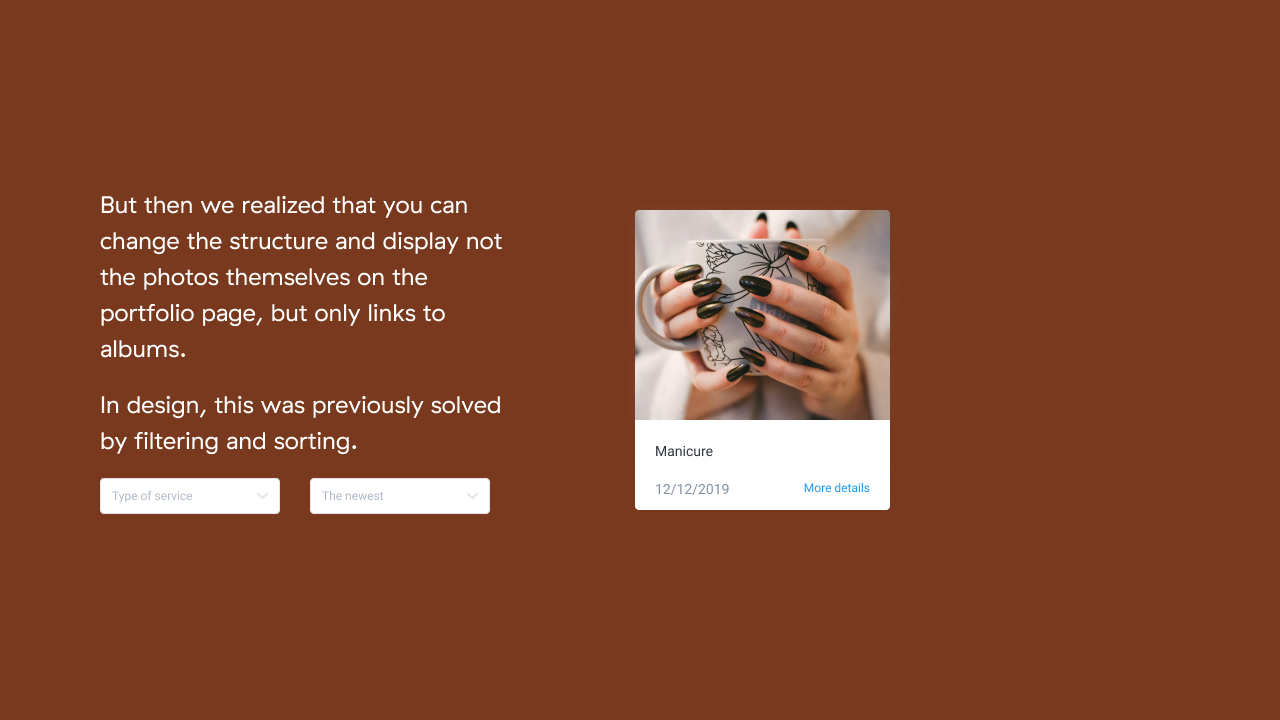 But then we realized that you can
change the structure and display not
the photos themselves on the
portfolio page, but only links to
albums.
In design, this was previously solved
by filtering and sorting.
Type of service
The newest
Manicure
12/12/2019
More details